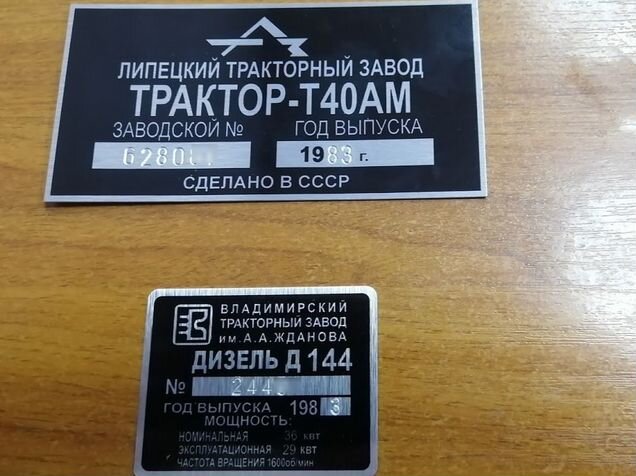 ЛИПЕЦКИЙ ТРАКТОРНЫЙ ЗАВОД
ТРАКТОР-Т40АМ
ЗАВОДСКОЙ № ГОД ВЫПУСКА
1983 г.
СДЕЛАНО В СССР
ВЛАДИМИРСКИЙ
ТРАКТОРНЫЙ ЗАВОД
им. А.А.ЖДАНОВА
ДИЗЕЛЬ Д 144
№
ГОД ВЫПУСКА 1983
МОЩНОСТЬ:
НОМИНАЛЬНАЯ 36 квт
ЭКСПЛУАТАЦИОННАЯ 29 квт
ЧАСТОТА ВРАЩЕНИЯ 1600об/мин